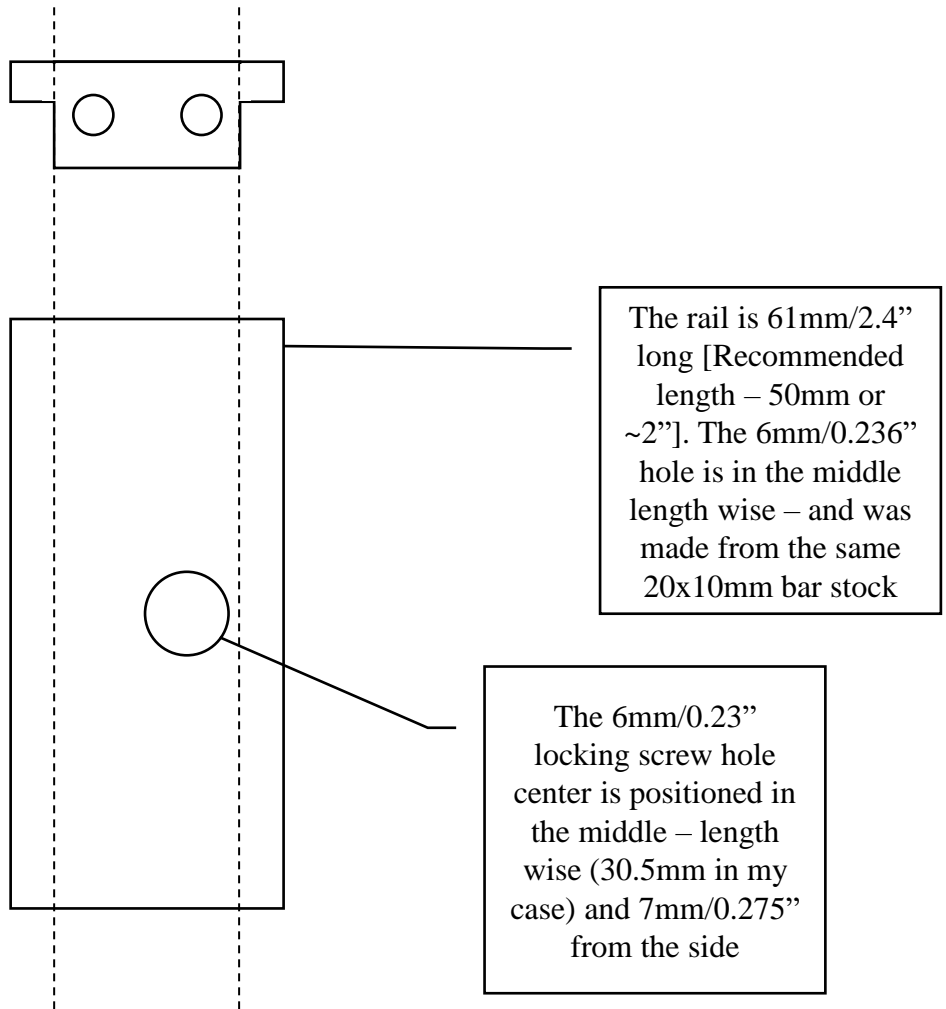 The rail is 61mm/2.4”
long [Recommended
length – 50mm or
~2”]. The 6mm/0.236”
hole is in the middle
length wise – and was
made from the same
20x10mm bar stock
The 6mm/0.23”
locking screw hole
center is positioned in
the middle – length
wise (30.5mm in my
case) and 7mm/0.275”
from the side